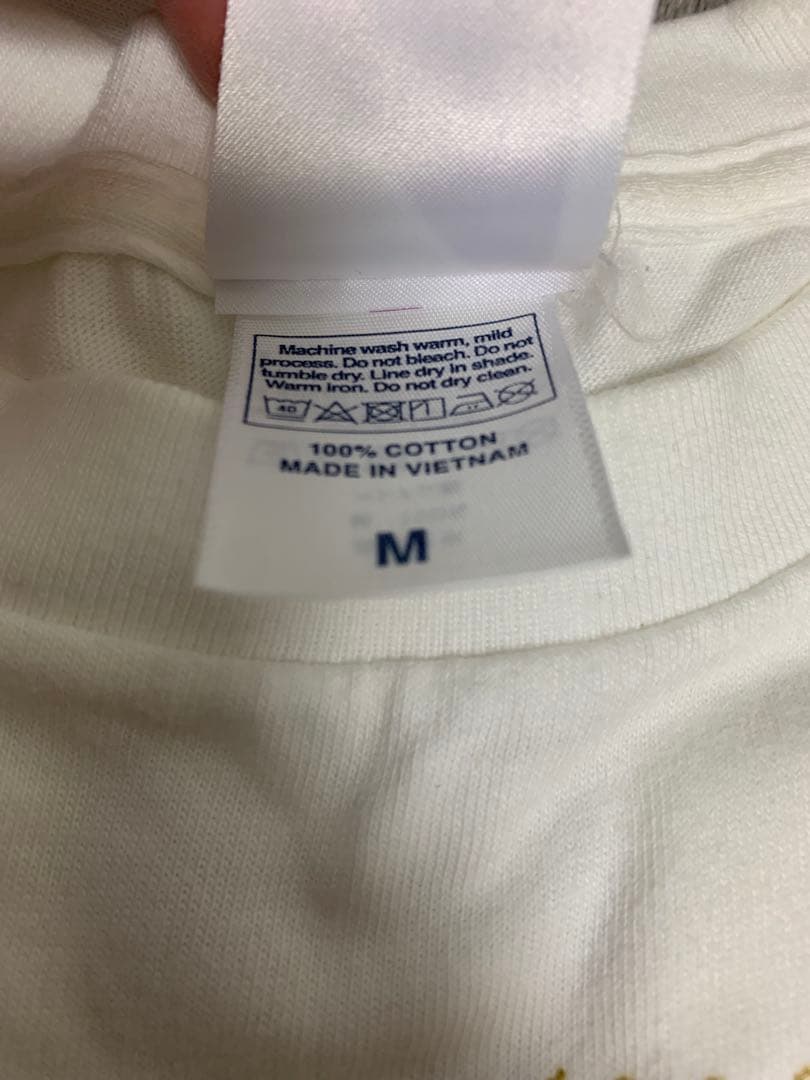 Machine wash warm, mild
process. Do not bleach. Do not
tumble dry. Line dry in shade.
Warm iron. Do not dry clean.
40
100% COTTON
MADE IN VIETNAM
M